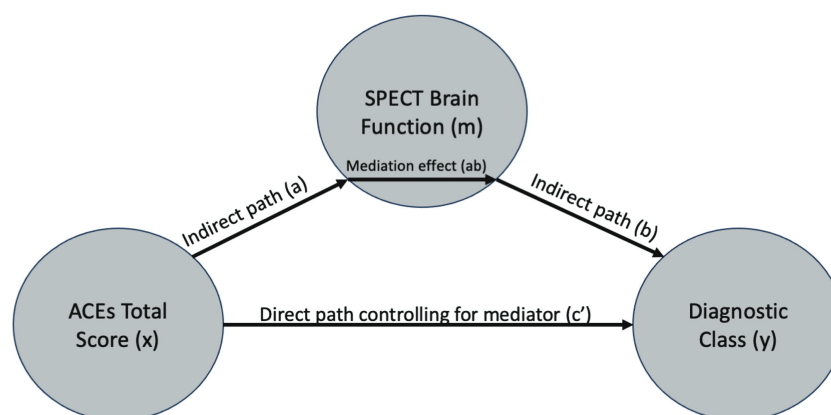 SPECT Brain
Function (m)
Mediation effect (ab)
Indirect path (a)
Indirect path (b)
ACEs Total
Score (x)
Direct path controlling for mediator (c’)
Diagnostic
Class (y)